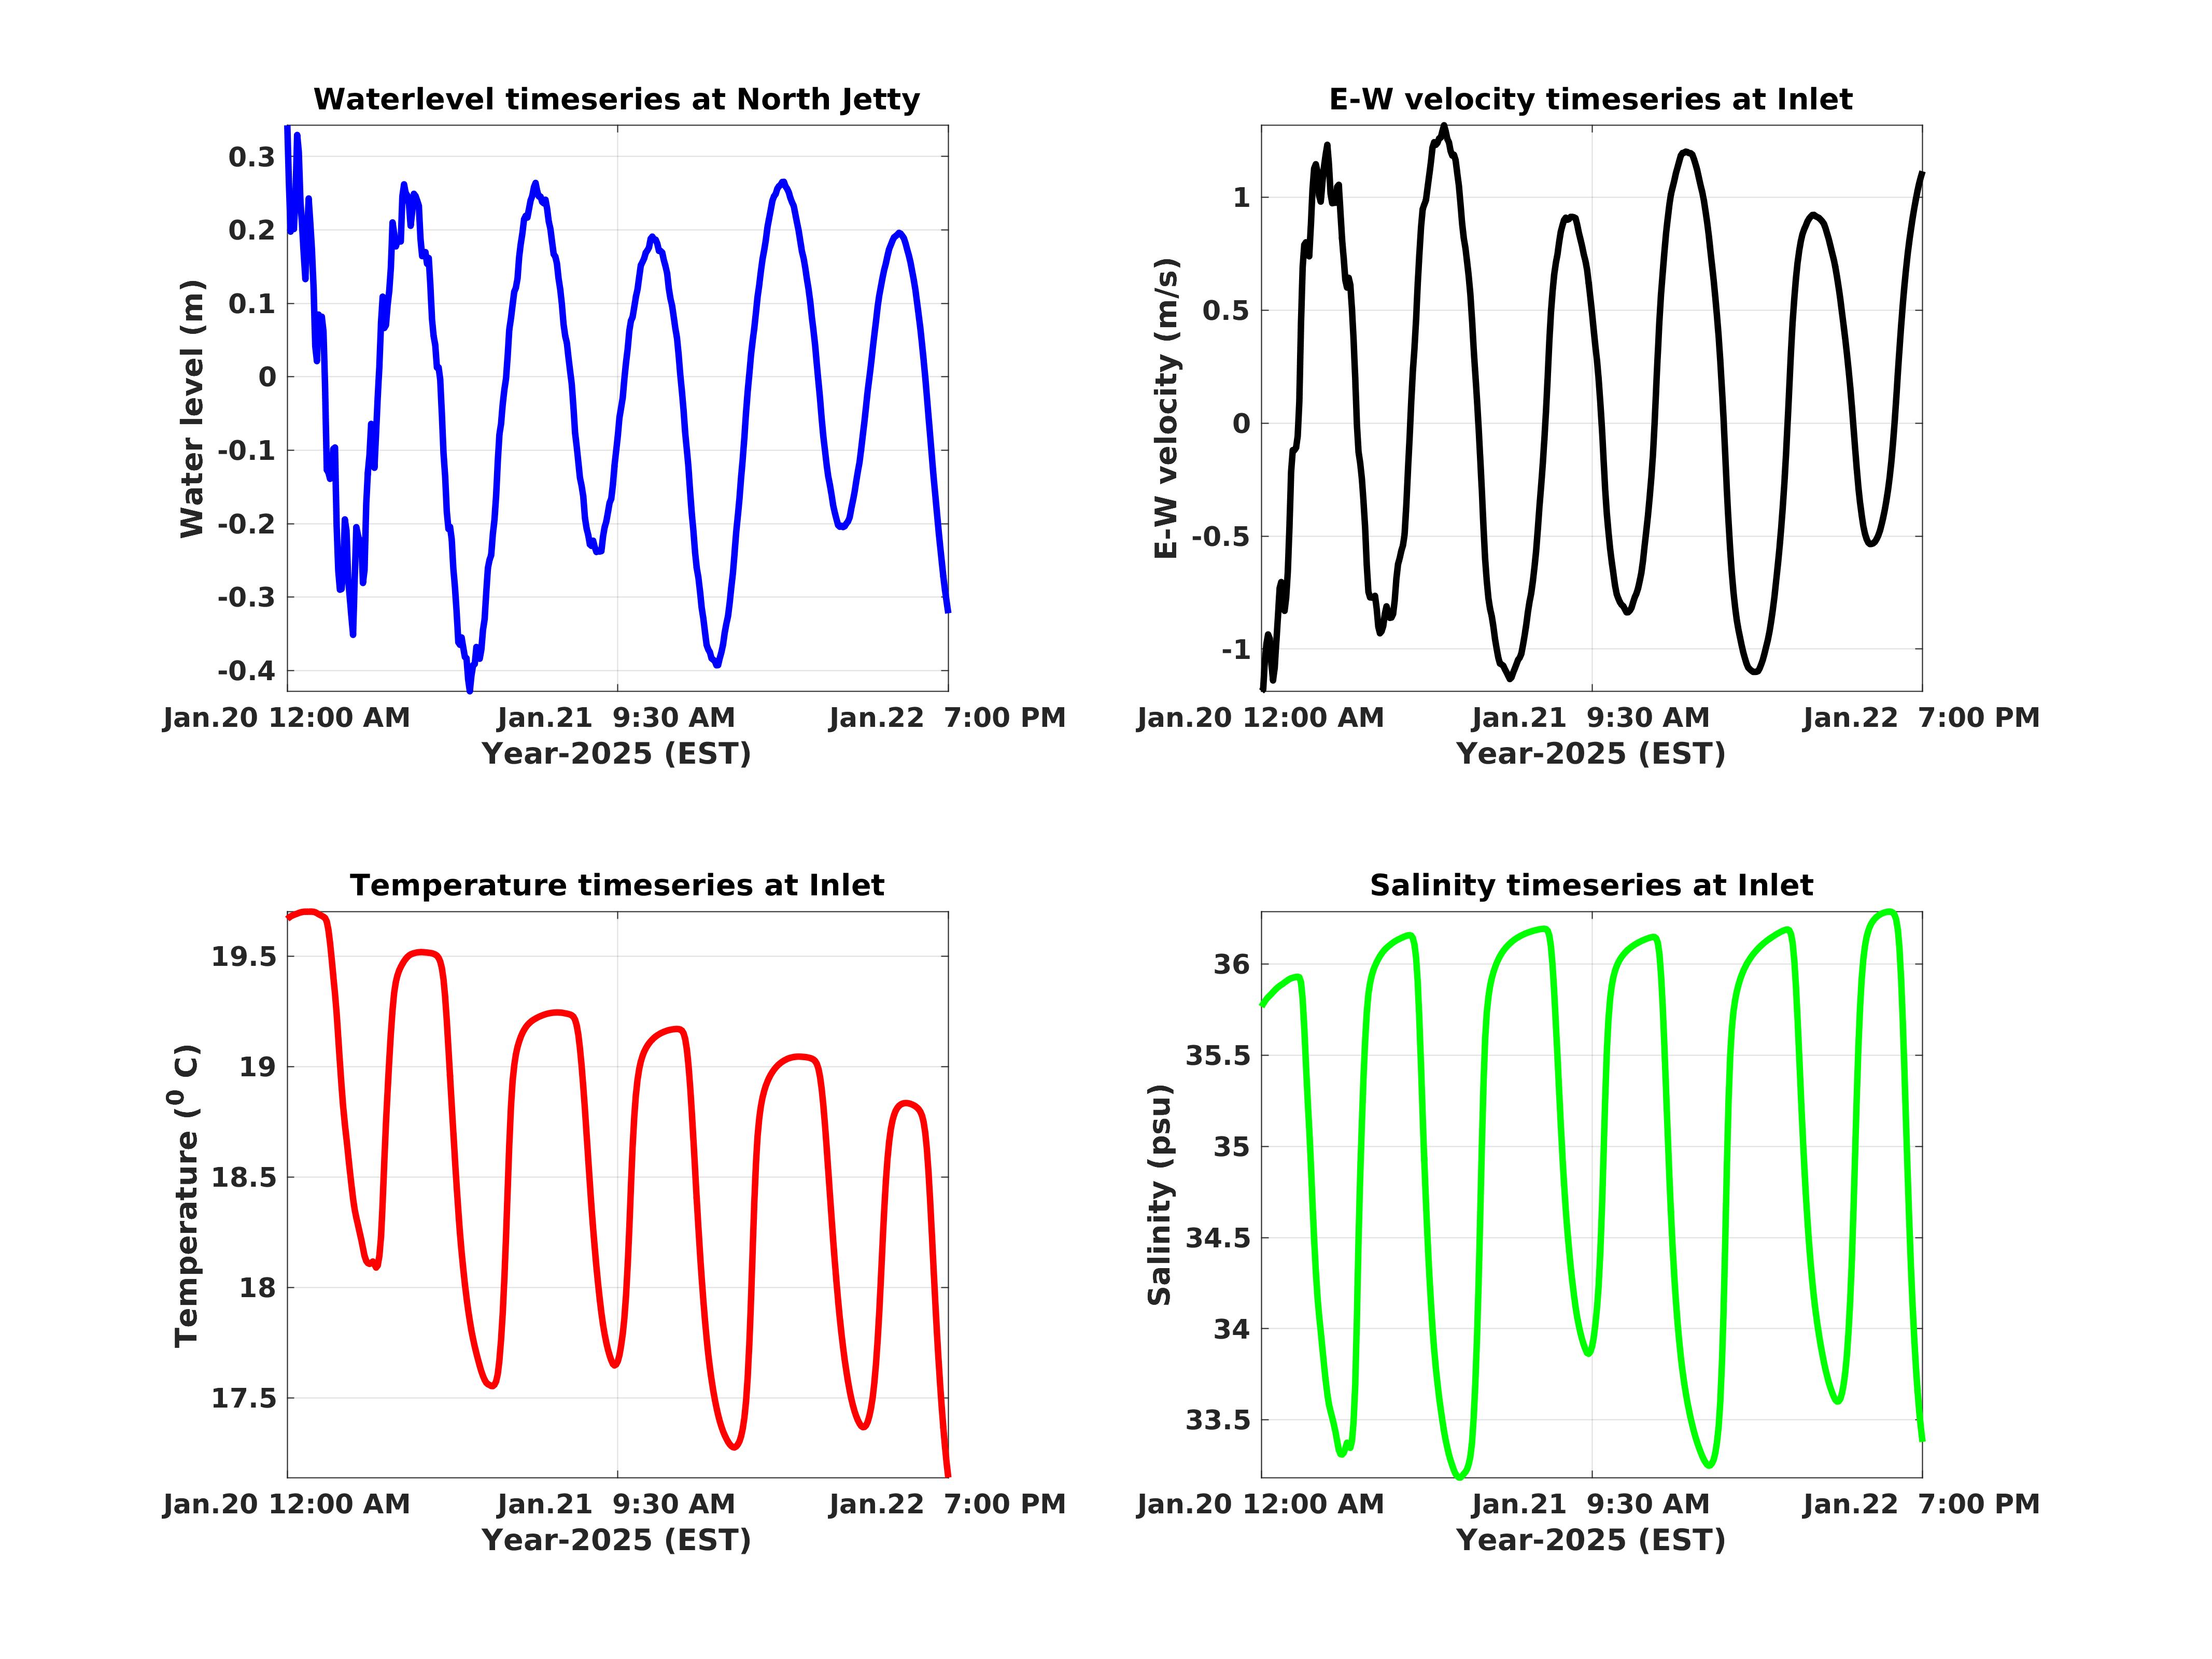 Waterlevel timeseries at North Jetty
0.3
0.2
0.1
0
-0.1
-0.2
-0.3
-0.4
Water level (m)
Jan.20 12:00 AM
Jan.21 9:30 AM
Jan.22 7:00 PM
Year-2025 (EST)
E-W velocity timeseries at Inlet
1
0.5
0
-0.5
-1
E-W velocity (m/s)
Jan.20 12:00 AM
Jan.21 9:30 AM
Jan.22 7:00 PM
Year-2025 (EST)
Temperature timeseries at Inlet
19.5
19
18.5
18
17.5
Temperature (⁰ C)
Jan.20 12:00 AM
Jan.21 9:30 AM
Jan.22 7:00 PM
Year-2025 (EST)
Salinity timeseries at Inlet
36
35.5
35
34.5
34
33.5
Salinity (psu)
Jan.20 12:00 AM
Jan.21 9:30 AM
Jan.22 7:00 PM
Year-2025 (EST)